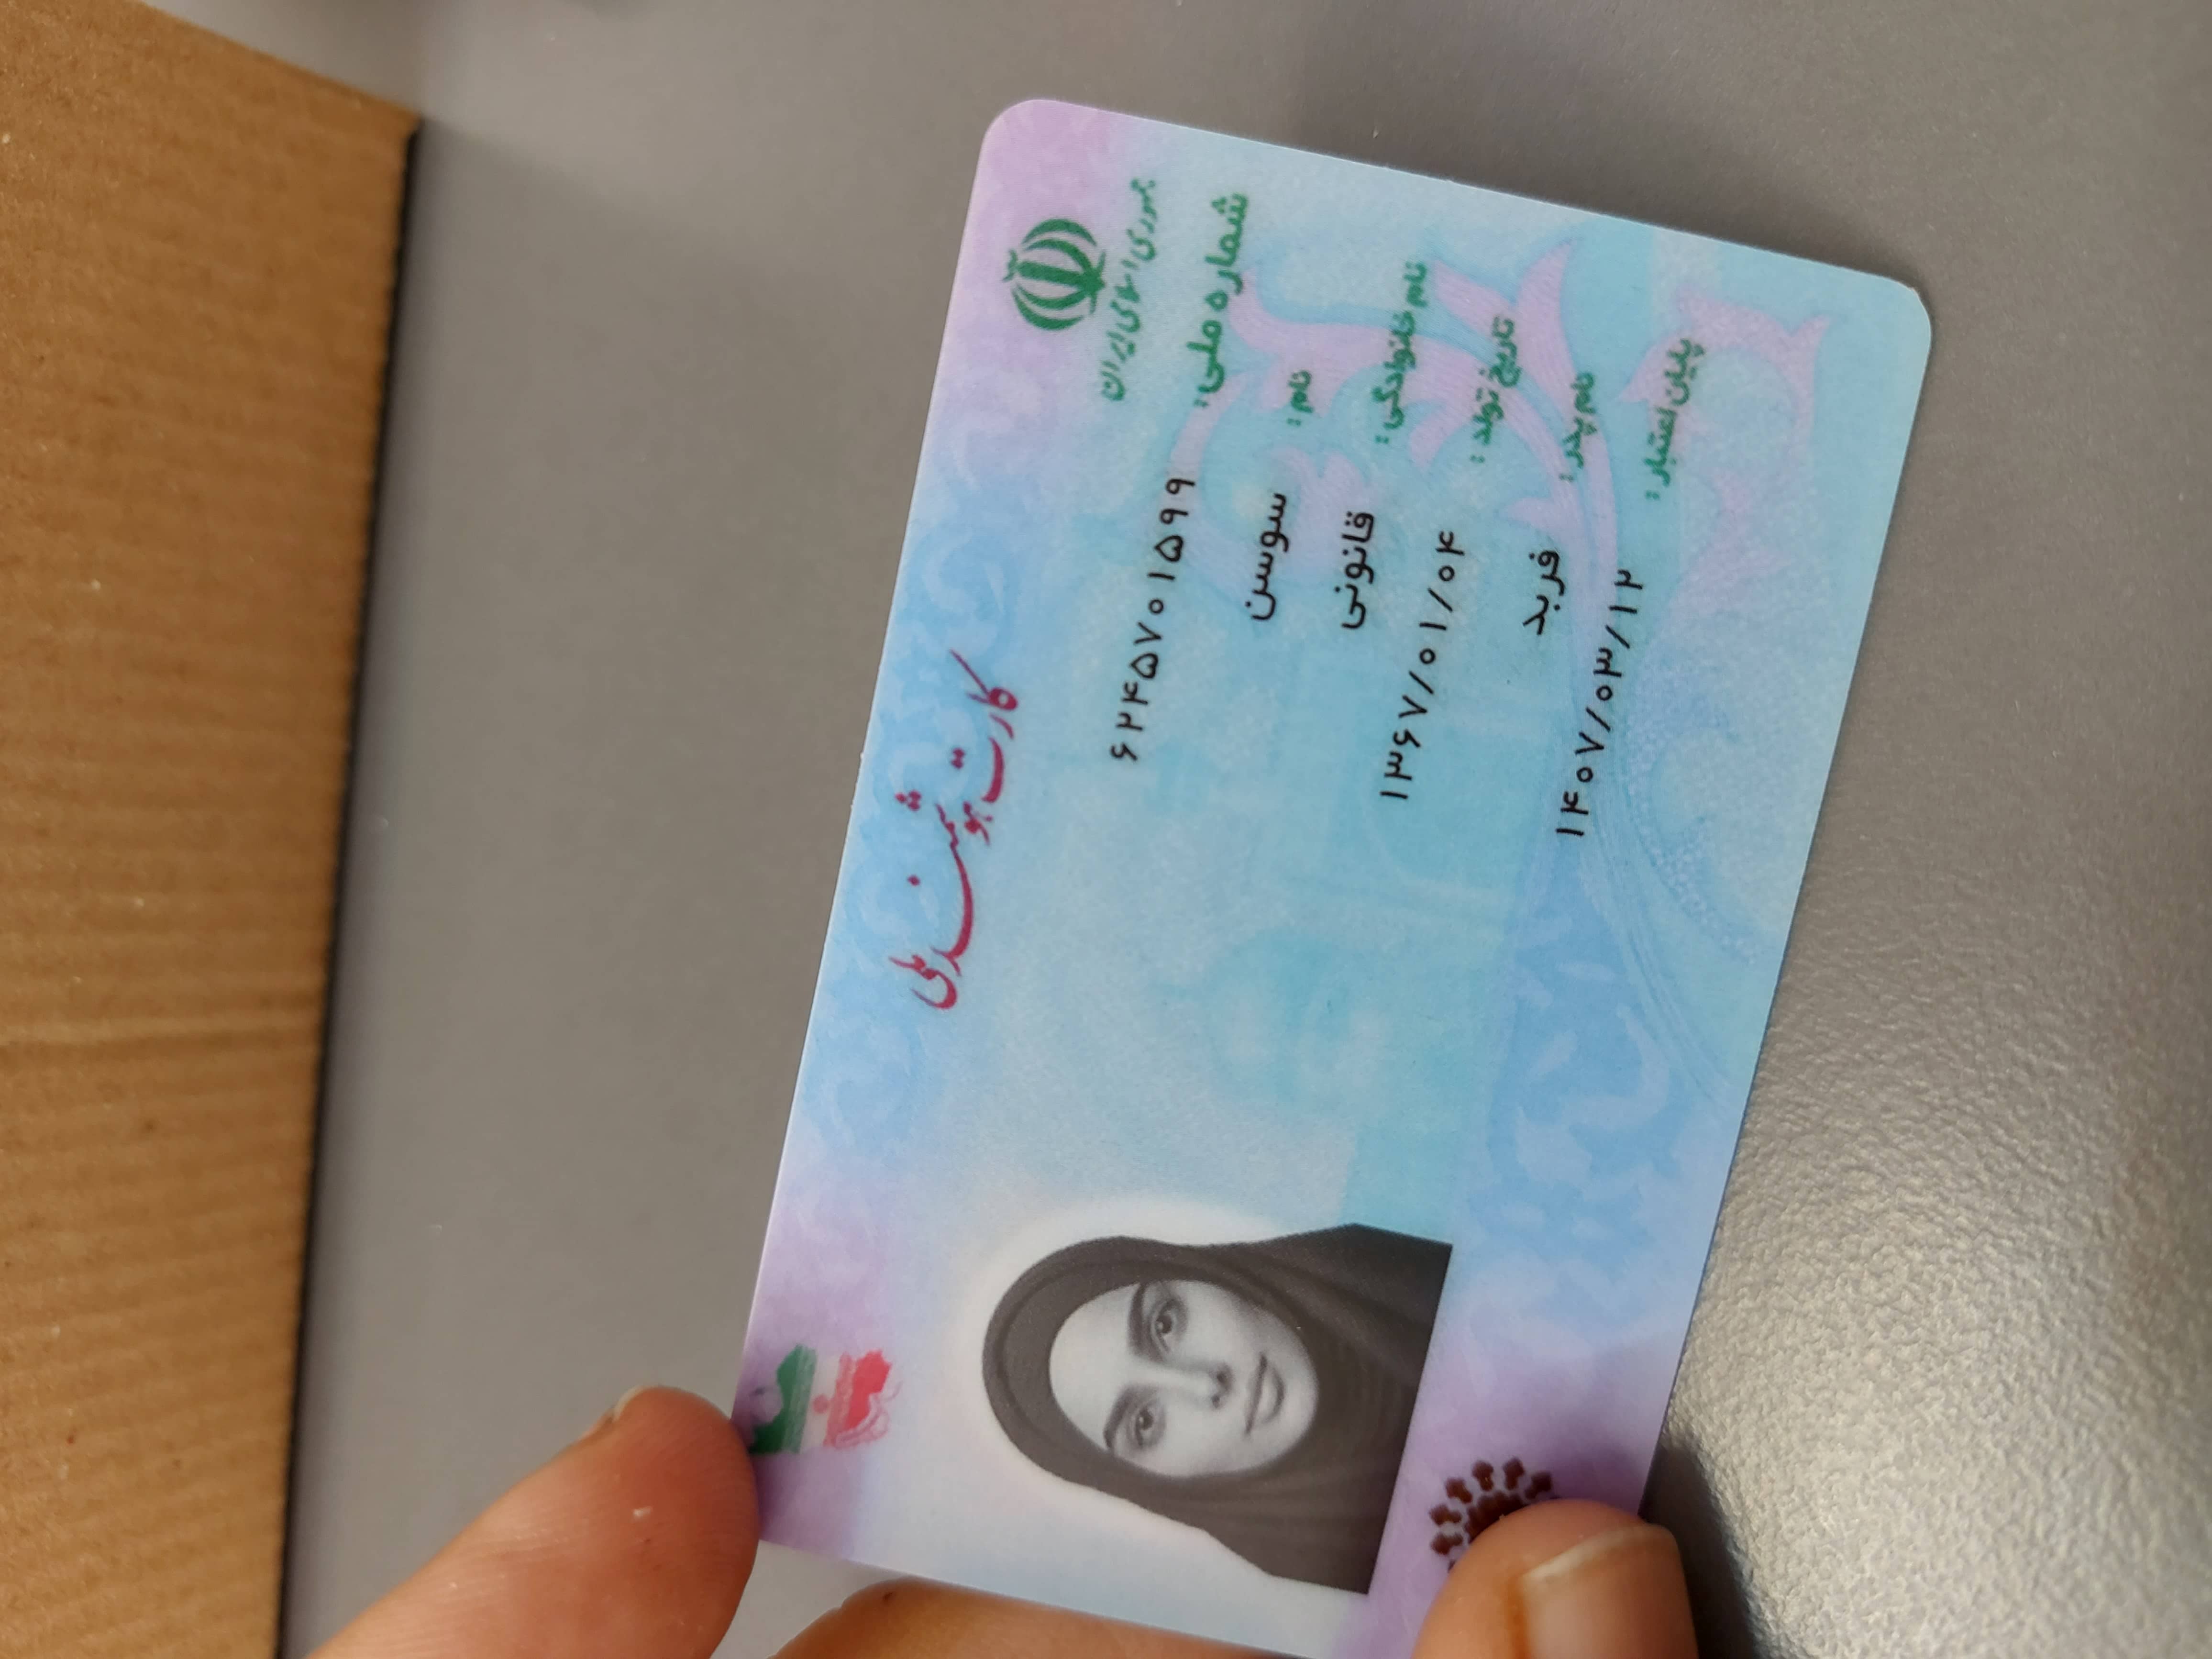 کارت هوشمند ملی
جمهوری اسلامی ایران
شماره ملی: ۶۲۴۵۷۰۱۵۹۹
نام: سوسن
نام خانوادگی: قانونی
تاریخ تولد: ۱۳۶۷/۰۱/۰۴
نام پدر: فرید
پایان اعتبار: ۱۴۰۷/۰۳/۱۲